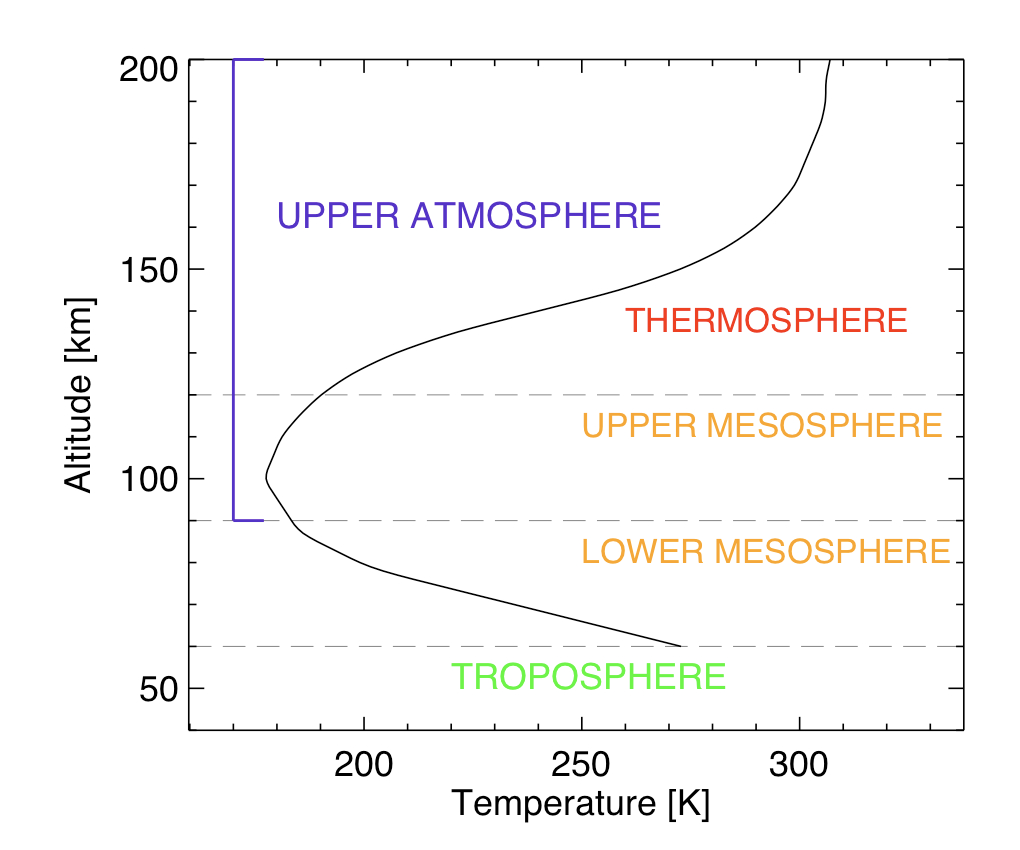 200
UPPER ATMOSPHERE
150
THERMOSPHERE
UPPER MESOSPHERE
100
LOWER MESOSPHERE
TROPOSPHERE
50
Altitude [km]
200 250 300
Temperature [K]